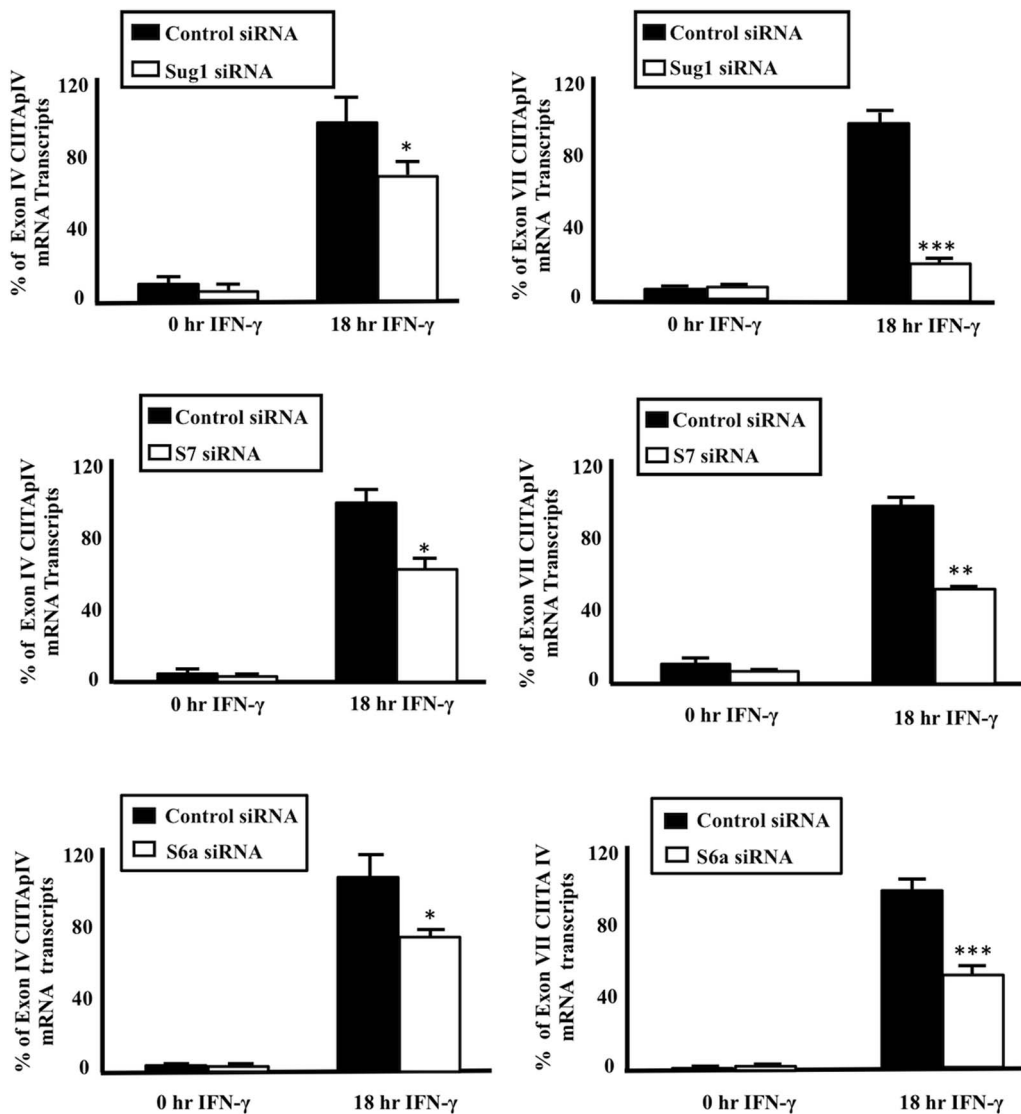 Control siRNA
Sug1 siRNA
% of Exon IV CIITApIV
mRNA Transcripts
120
80
40
0
*
0 hr IFN-γ
18 hr IFN-γ
Control siRNA
Sug1 siRNA
% of Exon VII CIITApIV
mRNA Transcripts
120
80
40
0
***
0 hr IFN-γ
18 hr IFN-γ
Control siRNA
S7 siRNA
% of Exon IV CIITApIV
mRNA Transcripts
120
80
40
0
*
0 hr IFN-γ
18 hr IFN-γ
Control siRNA
S7 siRNA
% of Exon VII CIITApIV
mRNA Transcripts
120
80
40
0
**
0 hr IFN-γ
18 hr IFN-γ
Control siRNA
S6a siRNA
% of Exon IV CIITApIV
mRNA transcripts
120
80
40
0
*
0 hr IFN-γ
18 hr IFN-γ
Control siRNA
S6a siRNA
% of Exon VII CIITA IV
mRNA transcripts
120
80
40
0
***
0 hr IFN-γ
18 hr IFN-γ